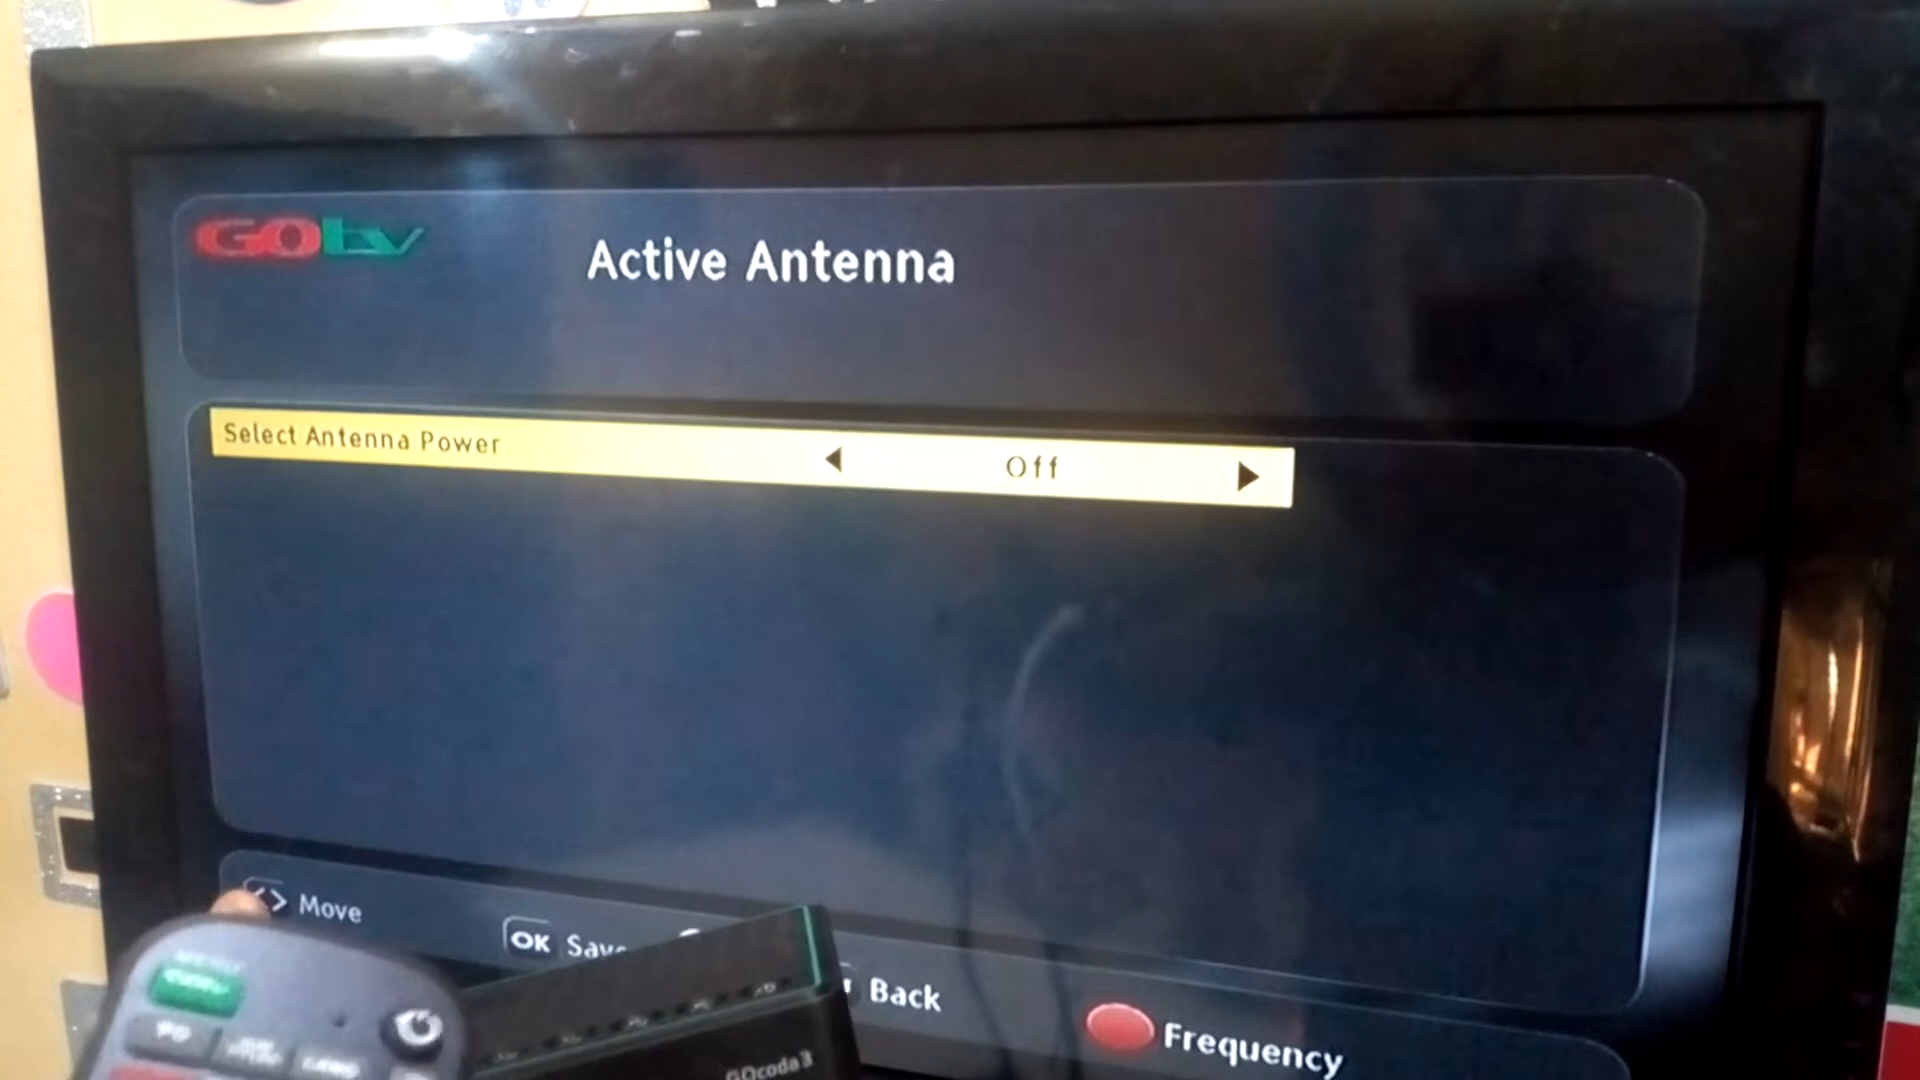 GOtv
Active Antenna
Select Antenna Power
Off
Move
OK
Back
Frequency
GOcoda3